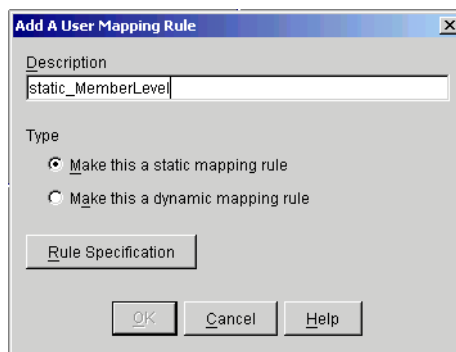 Add A User Mapping Rule
Description
static_MemberLevel
Type
Make this a static mapping rule
Make this a dynamic mapping rule
Rule Specification
OK Cancel Help